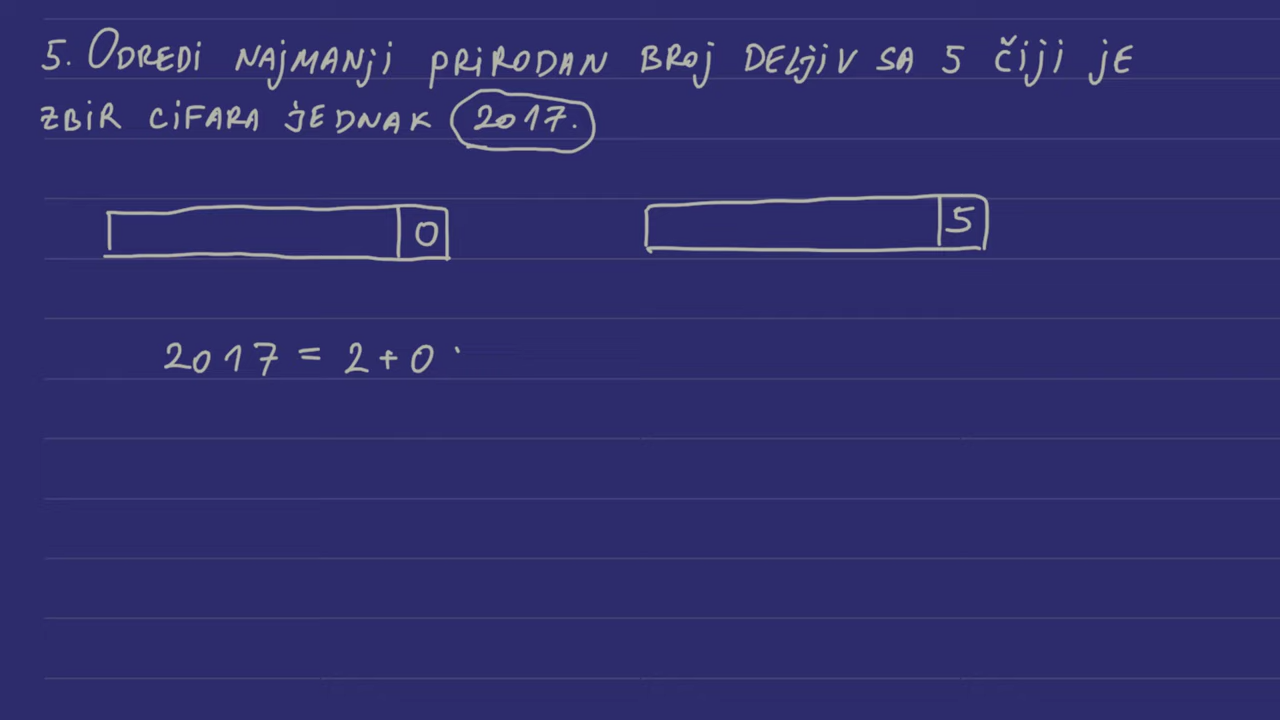 5. ODREDI NAJMANJI PRIRODAN BROJ DELJIV SA 5 ČIJI JE
ZBIR CIFARA JEDNAK 2017.
0
5
2017 = 2+0